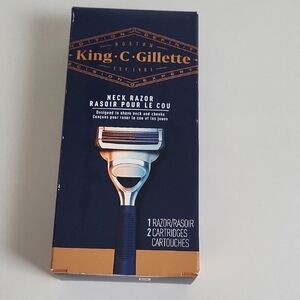 BOSTON
King·C·Gillette
EST. 1901
NECK RAZOR
RASOIR POUR LE COU
Designed to shave neck and cheeks
Conçues pour raser le cou et les joues
1 RAZOR/RASOIR
2 CARTRIDGES
CARTOUCHES